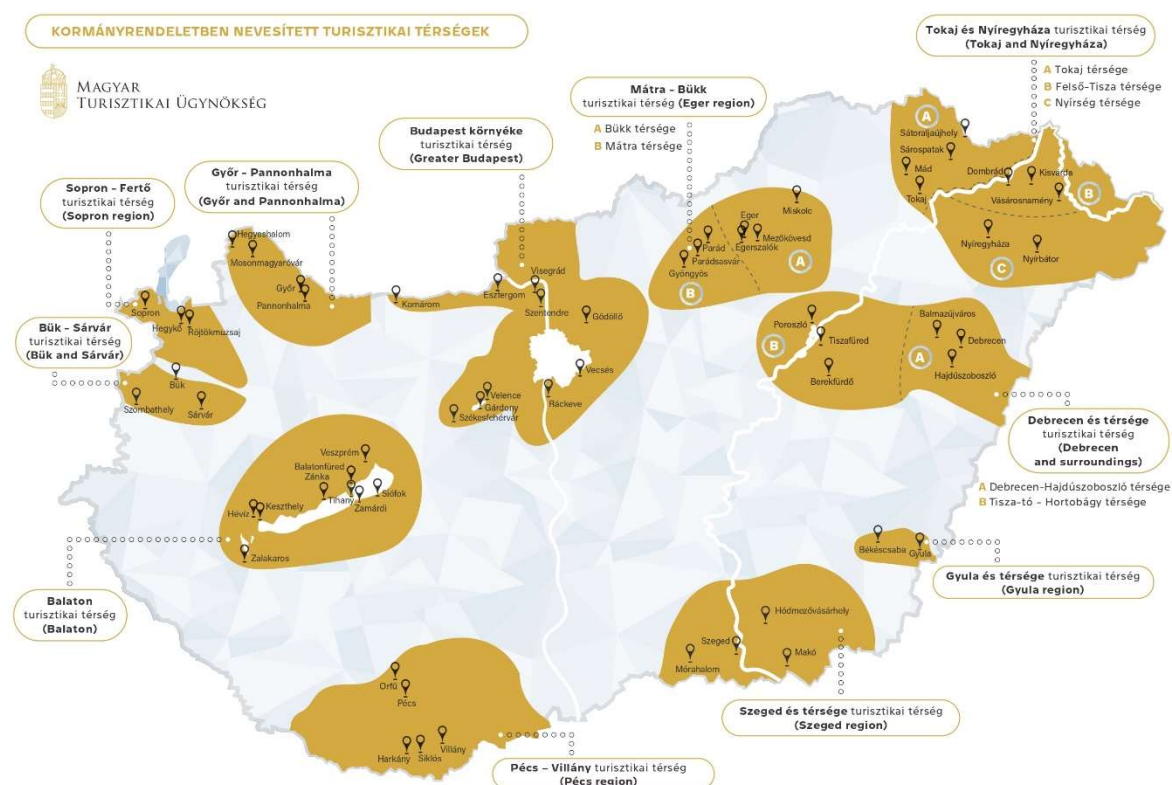 KORMÁNYRENDELETBEN NEVESÍTETT TURISZTIKAI TÉRSÉGEK
MAGYAR
TURISZTIKAI ÜGYNÖKSÉG
Tokaj és Nyíregyháza turisztikai térség
(Tokaj and Nyíregyháza)
A Tokaj térsége
B Felső-Tisza térsége
C Nyírség térsége
Mátra – Bükk
turisztikai térség (Eger region)
A Bükk térsége
B Mátra térsége
Budapest környéke
turisztikai térség
(Greater Budapest)
Győr – Pannonhalma
turisztikai térség
(Győr and Pannonhalma)
Sopron – Fertő
turisztikai térség
(Sopron region)
Bük – Sárvár
turisztikai térség
(Bük and Sárvár)
A
Sátoraljaújhely
Sárospatak
Mád
Tokaj
Dombrád
Kisvárda
Vásárosnamény
B
Nyíregyháza
Nyírbátor
C
Miskolc
Eger
Egerszalók
Mezőkövesd
Parád
Parádsasvár
Gyöngyös
A
B
Hegyeshalom
Mosonmagyaróvár
Győr
Pannonhalma
Komárom
Esztergom
Visegrád
Szentendre
Gödöllő
Vecsés
Ráckeve
Velence
Gárdony
Székesfehérvár
Sopron
Hegykő
Röjtökmuzsaj
Bük
Szombathely
Sárvár
Poroszló
Tiszafüred
Berekfürdő
B
Balmazújváros
Debrecen
Hajdúszoboszló
A
Debrecen és térsége
turisztikai térség
(Debrecen
and surroundings)
A Debrecen-Hajdúszoboszló térsége
B Tisza-tó – Hortobágy térsége
Veszprém
Balatonfüred
Zánka
Tihany
Siófok
Zamárdi
Keszthely
Hévíz
Zalakaros
Balaton
turisztikai térség
(Balaton)
Békéscsaba
Gyula
Gyula és térsége turisztikai térség
(Gyula region)
Hódmezővásárhely
Szeged
Mórahalom
Makó
Szeged és térsége turisztikai térség
(Szeged region)
Orfű
Pécs
Harkány
Siklós
Villány
Pécs – Villány turisztikai térség
(Pécs region)